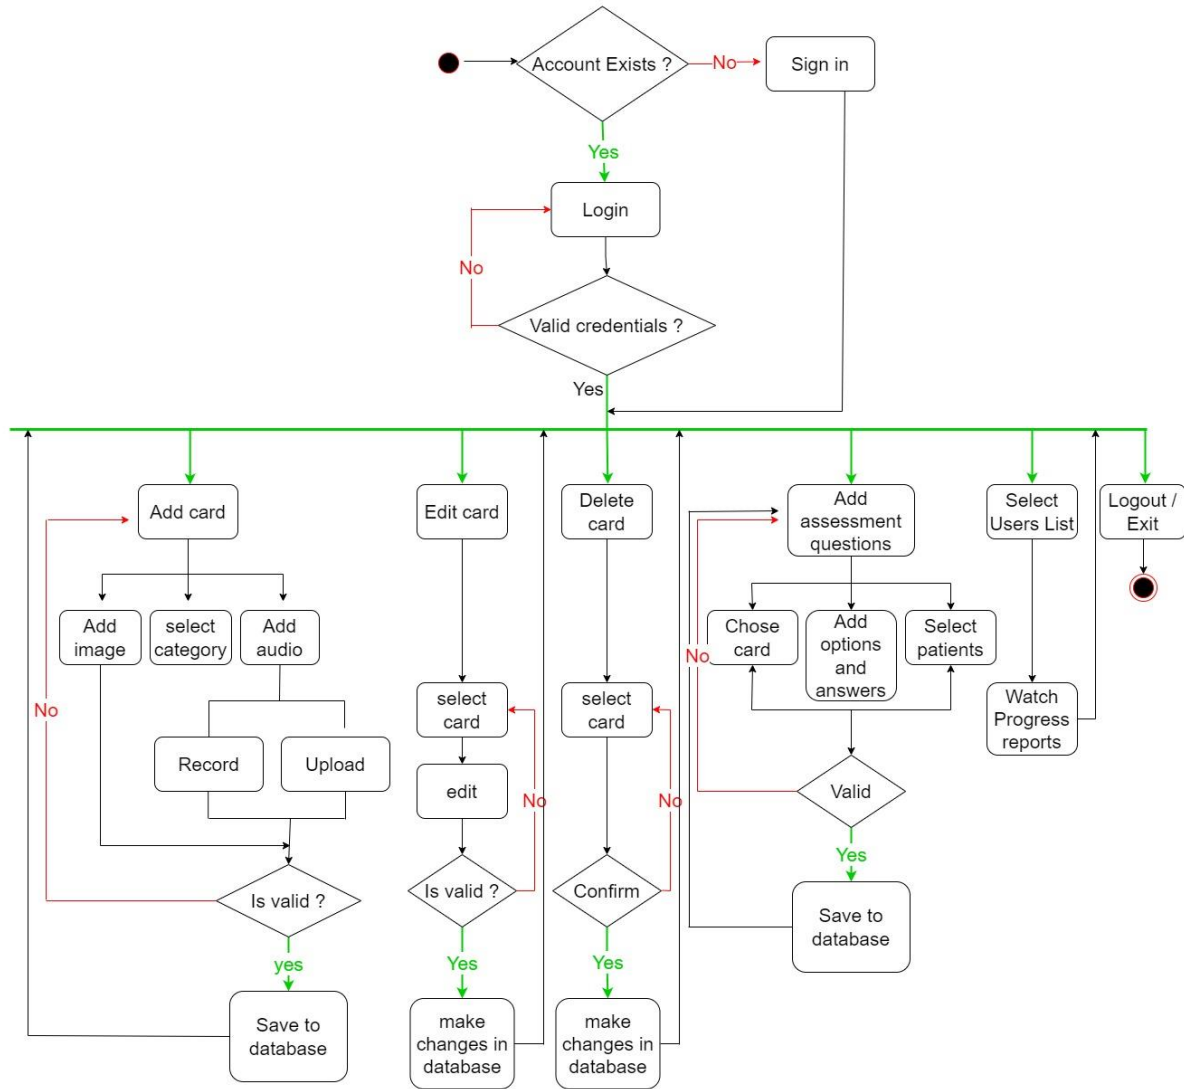 Account Exists ?
No
Sign in
Yes
Login
No
Valid credentials ?
Yes
Add card
Edit card
Delete
card
Add
assessment
questions
Select
Users List
Logout /
Exit
Add
image
select
category
Add
audio
Chose
card
Add
options
and
answers
Select
patients
No
No
select
card
select
card
Watch
Progress
reports
Record
Upload
edit
No
No
Valid
Yes
Is valid ?
Is valid ?
Confirm
Save to
database
yes
Yes
Yes
Save to
database
make
changes in
database
make
changes in
database